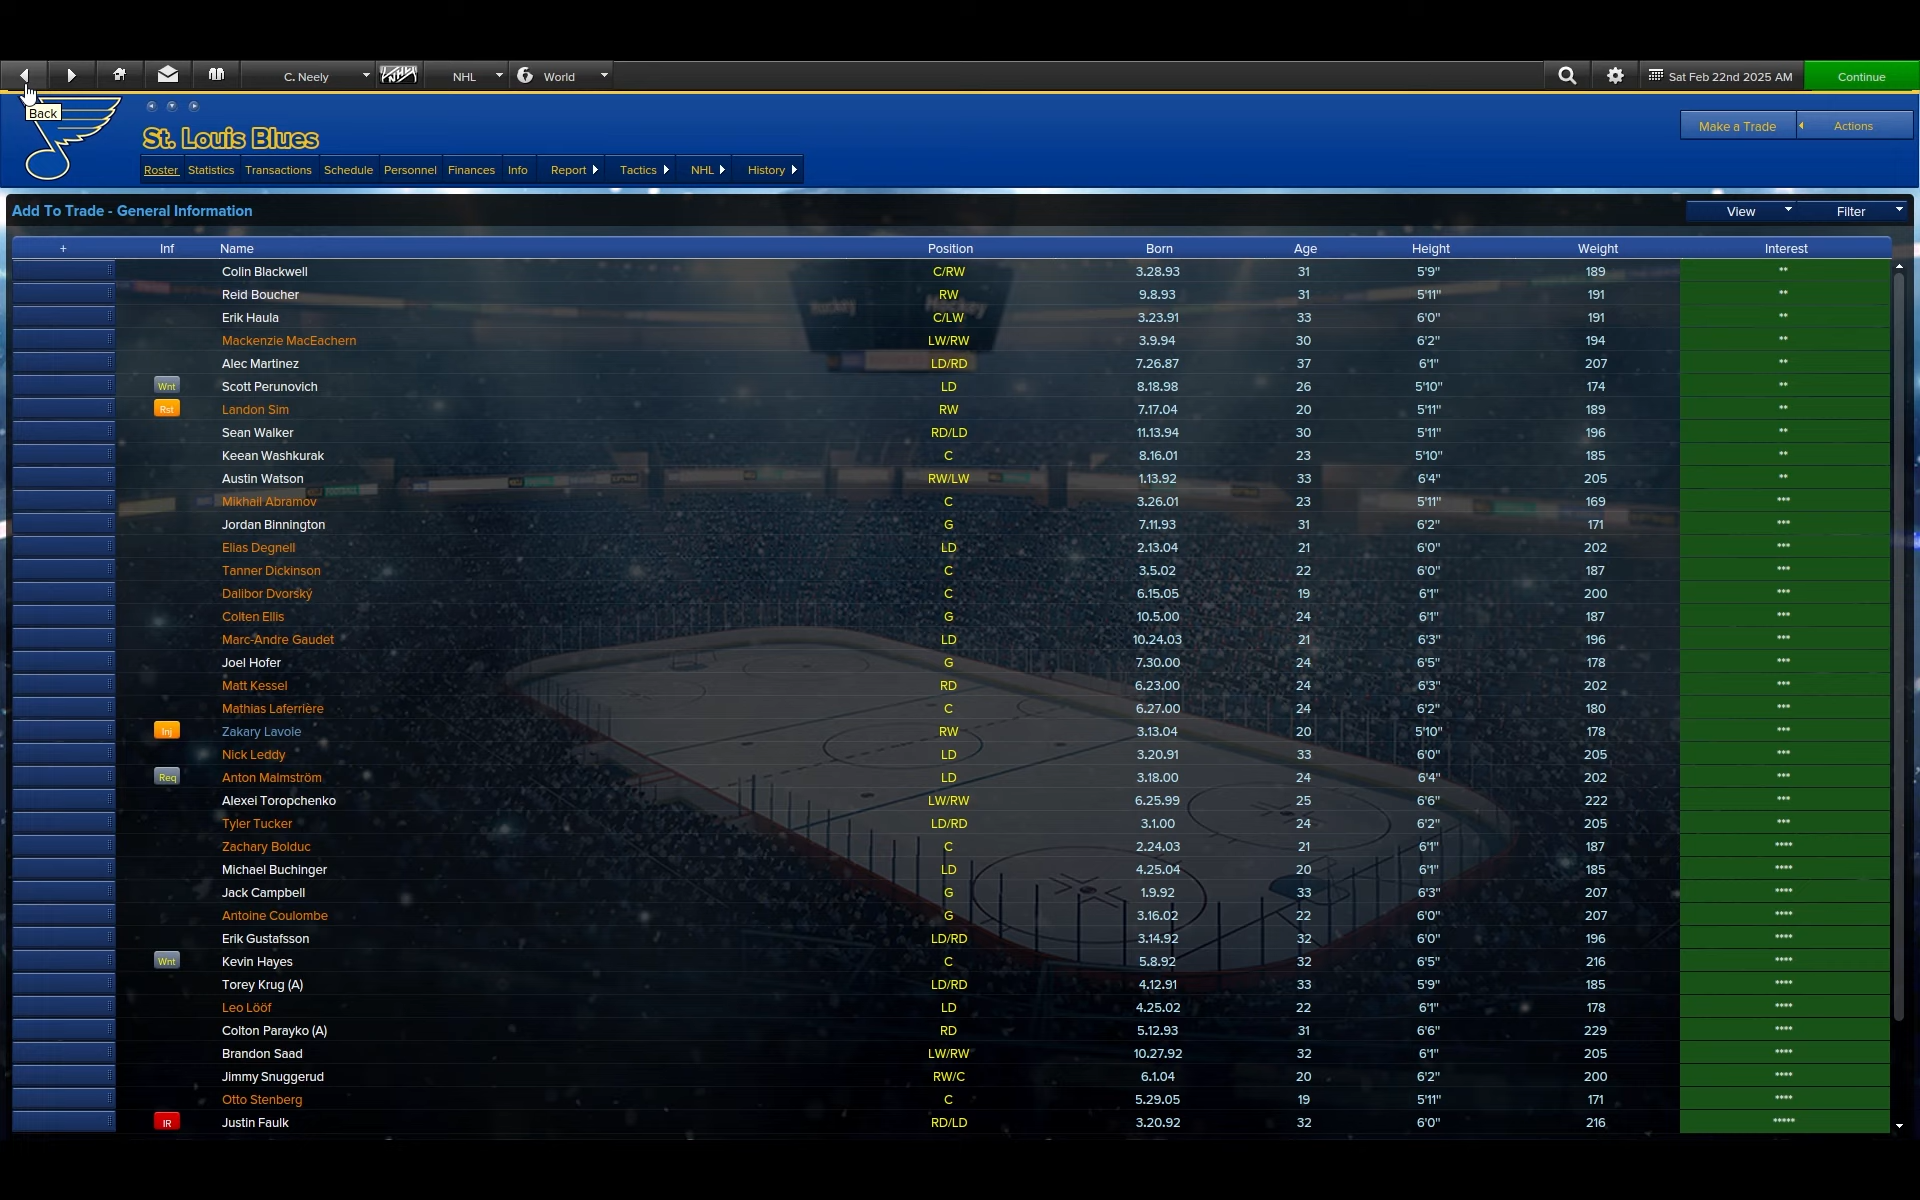 C. Neely NHL World Sat Feb 22nd 2025 AM Continue
Back
St. Louis Blues
Make a Trade Actions
Roster Statistics Transactions Schedule Personnel Finances Info Report Tactics NHL History
Add To Trade - General Information View Filter
+ Inf Name Position Born Age Height Weight Interest
Colin Blackwell C/RW 3.28.93 31 5'9" 189 **
Reid Boucher RW 9.8.93 31 5'11" 191 **
Erik Haula C/LW 3.23.91 33 6'0" 191 **
Mackenzie MacEachern LW/RW 3.9.94 30 6'2" 194 **
Alec Martinez LD/RD 7.26.87 37 6'1" 207 **
Wnt Scott Perunovich LD 8.18.98 26 5'10" 174 **
Rst Landon Sim RW 7.17.04 20 5'11" 189 **
Sean Walker RD/LD 11.13.94 30 5'11" 196 **
Keean Washkurak C 8.16.01 23 5'10" 185 **
Austin Watson RW/LW 1.13.92 33 6'4" 205 **
Mikhail Abramov C 3.26.01 23 5'11" 169 ***
Jordan Binnington G 7.11.93 31 6'2" 171 ***
Elias Degnell LD 2.13.04 21 6'0" 202 ***
Tanner Dickinson C 3.5.02 22 6'0" 187 ***
Dalibor Dvorský C 6.15.05 19 6'1" 200 ***
Colten Ellis G 10.5.00 24 6'1" 187 ***
Marc-Andre Gaudet LD 10.24.03 21 6'3" 196 ***
Joel Hofer G 7.30.00 24 6'5" 178 ***
Matt Kessel RD 6.23.00 24 6'3" 202 ***
Mathias Laferrière C 6.27.00 24 6'2" 180 ***
Inj Zakary Lavoie RW 3.13.04 20 5'10" 178 ***
Nick Leddy LD 3.20.91 33 6'0" 205 ***
Req Anton Malmström LD 3.18.00 24 6'4" 202 ***
Alexei Toropchenko LW/RW 6.25.99 25 6'6" 222 ***
Tyler Tucker LD/RD 3.1.00 24 6'2" 205 ***
Zachary Bolduc C 2.24.03 21 6'1" 187 ****
Michael Buchinger LD 4.25.04 20 6'1" 185 ****
Jack Campbell G 1.9.92 33 6'3" 207 ****
Antoine Coulombe G 3.16.02 22 6'0" 207 ****
Erik Gustafsson LD/RD 3.14.92 32 6'0" 196 ****
Wnt Kevin Hayes C 5.8.92 32 6'5" 216 ****
Torey Krug (A) LD/RD 4.12.91 33 5'9" 185 ****
Leo Lööf LD 4.25.02 22 6'1" 178 ****
Colton Parayko (A) RD 5.12.93 31 6'6" 229 ****
Brandon Saad LW/RW 10.27.92 32 6'1" 205 ****
Jimmy Snuggerud RW/C 6.1.04 20 6'2" 200 ****
Otto Stenberg C 5.29.05 19 5'11" 171 ****
IR Justin Faulk RD/LD 3.20.92 32 6'0" 216 *****